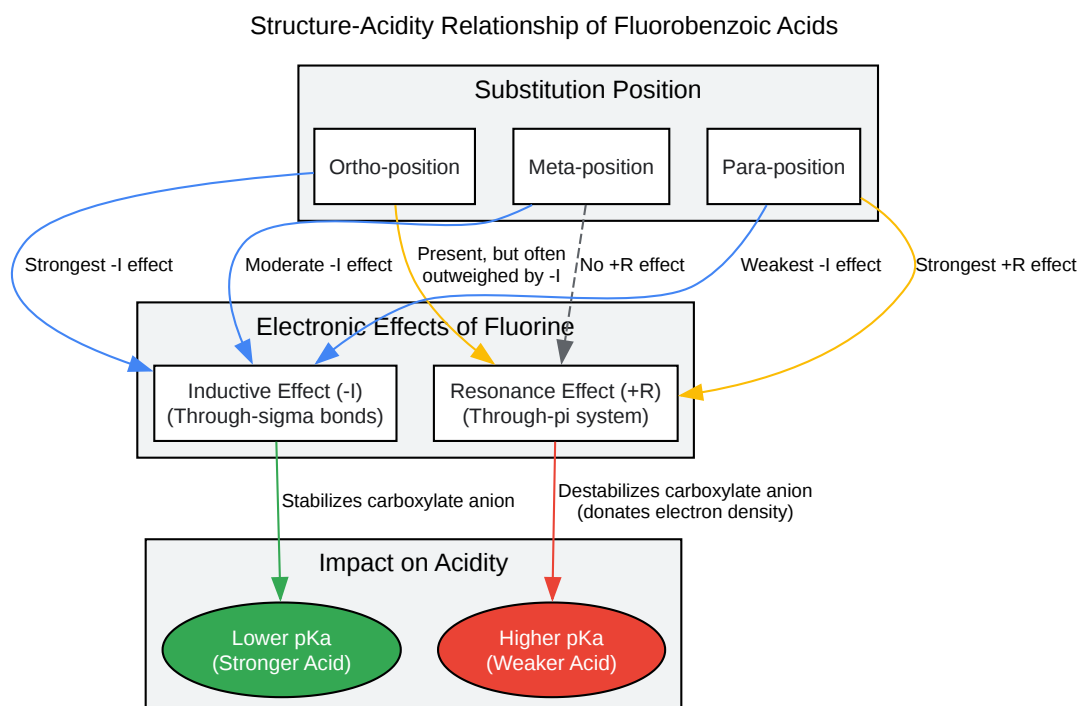 Structure-Acidity Relationship of Fluorobenzoic Acids
Substitution Position
Ortho-position
Meta-position
Para-position
Strongest -I effect
Moderate -I effect
Present, but often
outweighed by -I
No +R effect
Weakest -I effect
Strongest +R effect
Electronic Effects of Fluorine
Inductive Effect (-I)
(Through-sigma bonds)
Resonance Effect (+R)
(Through-pi system)
Stabilizes carboxylate anion
Destabilizes carboxylate anion
(donates electron density)
Impact on Acidity
Lower pKa
(Stronger Acid)
Higher pKa
(Weaker Acid)